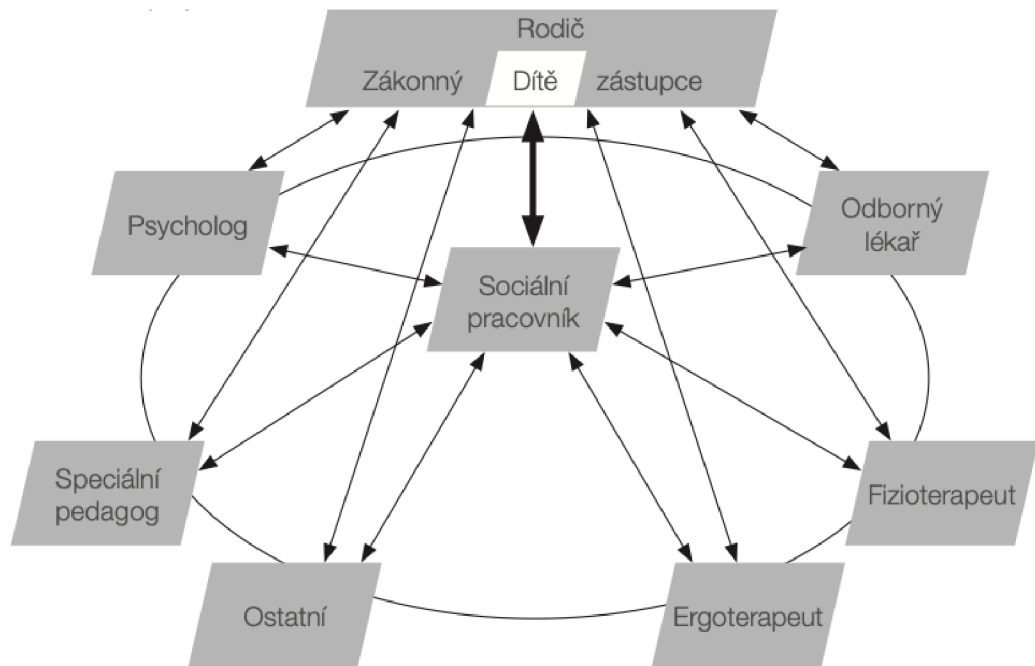 Rodič
Zákonný Dítě zástupce
Psycholog
Odborný
lékař
Sociální
pracovník
Speciální
pedagog
Fizioterapeut
Ostatní
Ergoterapeut